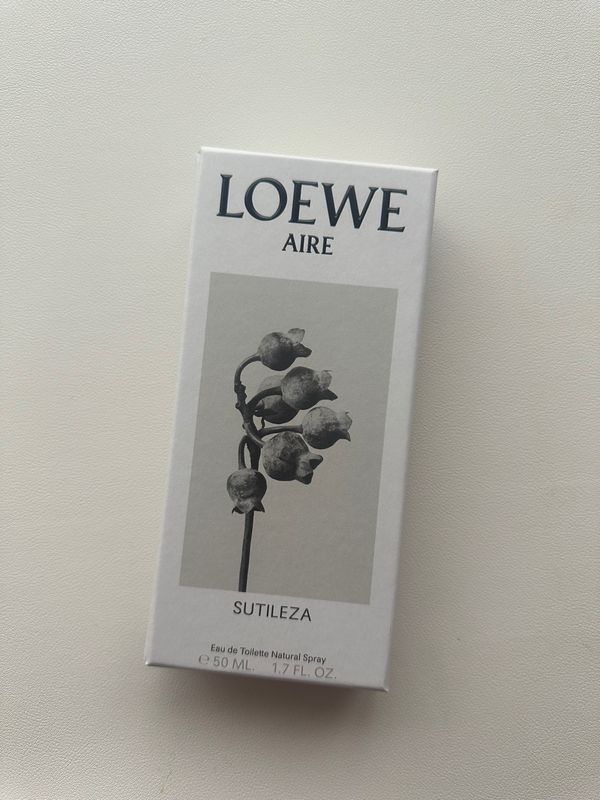 LOEWE
AIRE
SUTILEZA
Eau de Toilette Natural Spray
℮ 50 ML. 1.7 FL. OZ.